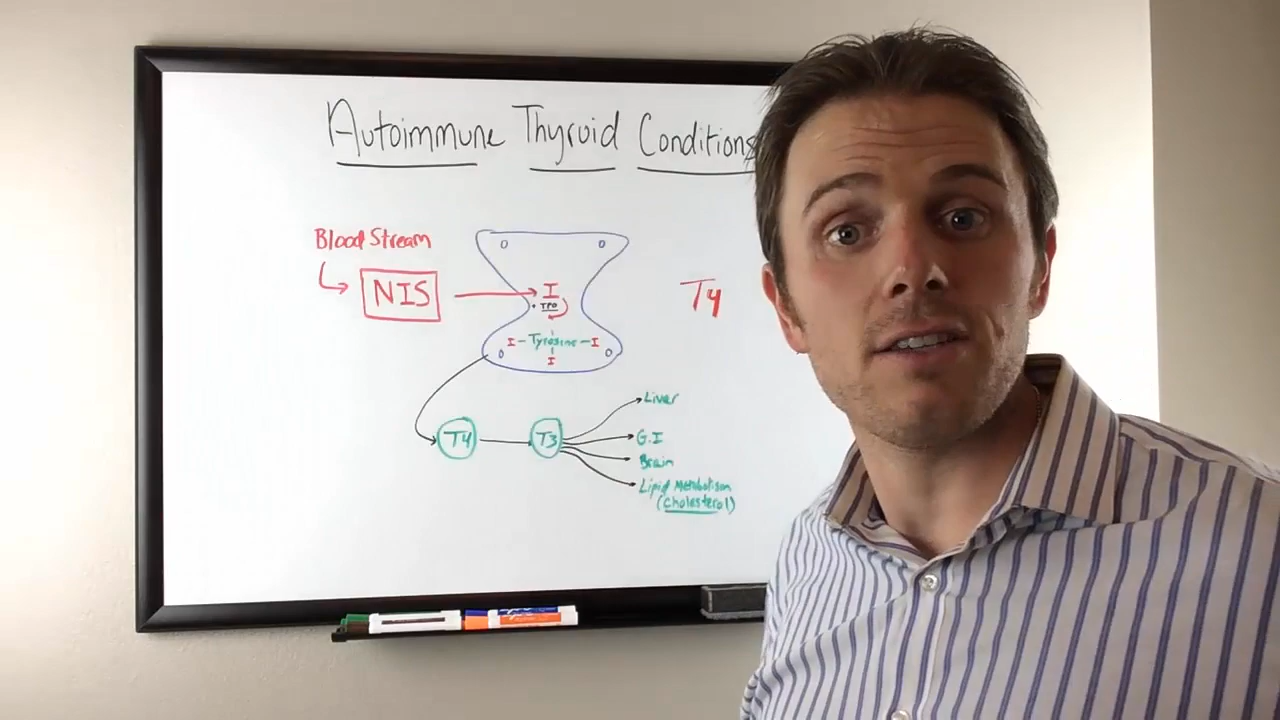 Autoimmune Thyroid Conditions
Blood Stream
NIS
I
+ TPO
I - Tyrosine - I
I
T4
T4
T3
Liver
G.I
Brain
Lipid Metabolism
(cholesterol)